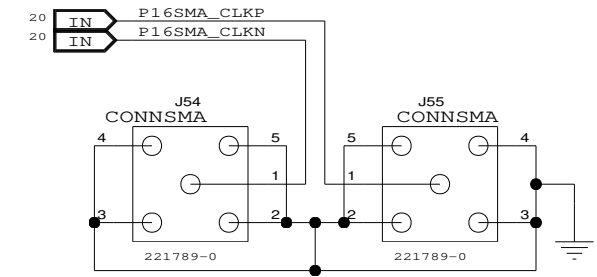 20 IN P16SMA_CLKP
20 IN P16SMA_CLKN
J54 J55
CONNSMA CONNSMA
4 5 5 4
1 1
3 2 2 3
221789-0 221789-0